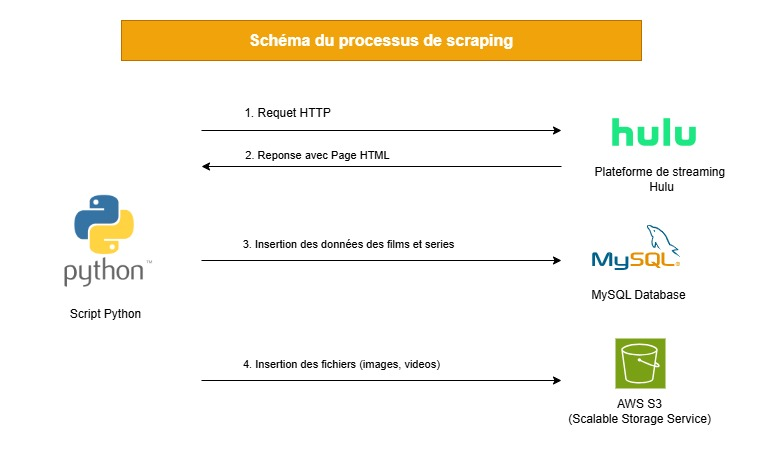 Schéma du processus de scraping
1. Requet HTTP
hulu
2. Reponse avec Page HTML
Plateforme de streaming
Hulu
python™
3. Insertion des données des films et series
MySQL®
MySQL Database
Script Python
4. Insertion des fichiers (images, videos)
AWS S3
(Scalable Storage Service)